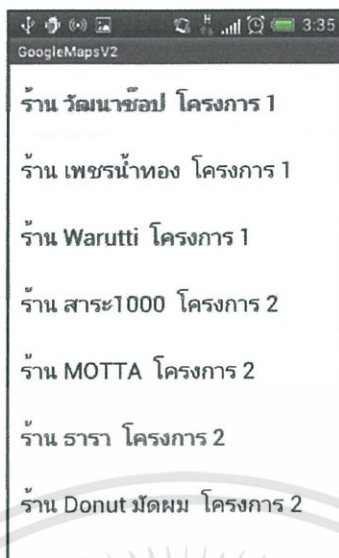 H
3:35
GoogleMapsV2
ร้าน วัฒนาช๊อป โครงการ 1
ร้าน เพชรน้ำทอง โครงการ 1
ร้าน Warutti โครงการ 1
ร้าน สาระ1000 โครงการ 2
ร้าน MOTTA โครงการ 2
ร้าน ธารา โครงการ 2
ร้าน Donut มัดผม โครงการ 2